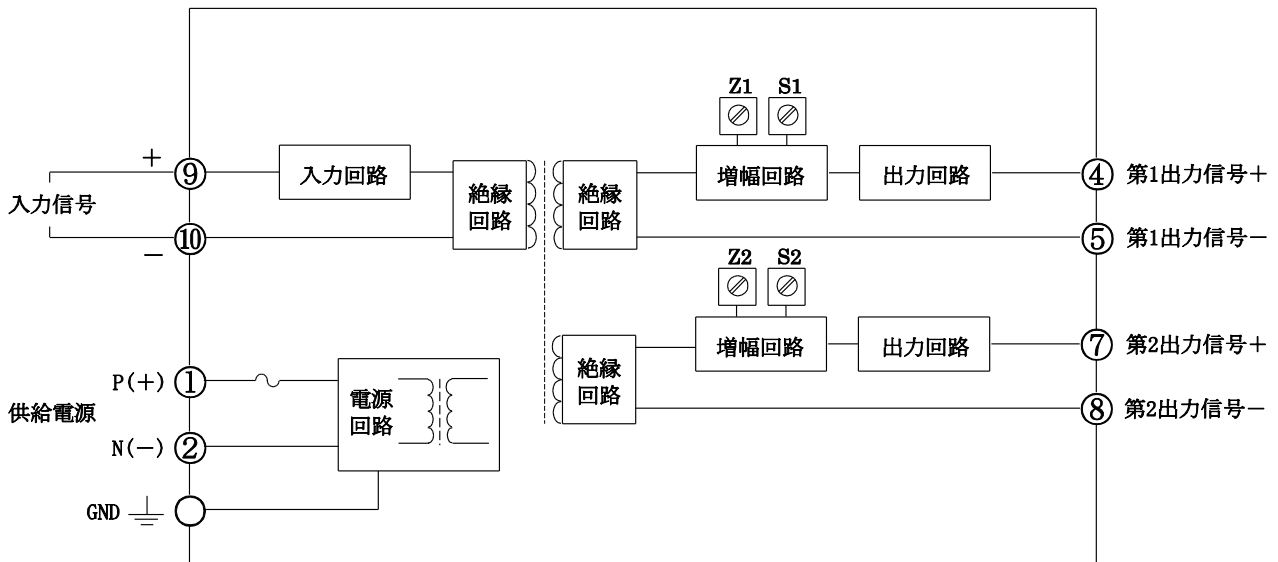 Z1 S1
+
⑨
入力回路
絶縁
回路
絶縁
回路
増幅回路
出力回路
④
第1出力信号+
入力信号
⑩
−
⑤
第1出力信号−
Z2 S2
P(+)
①
供給電源
N(−)
②
GND
電源
回路
絶縁
回路
増幅回路
出力回路
⑦
第2出力信号+
⑧
第2出力信号−